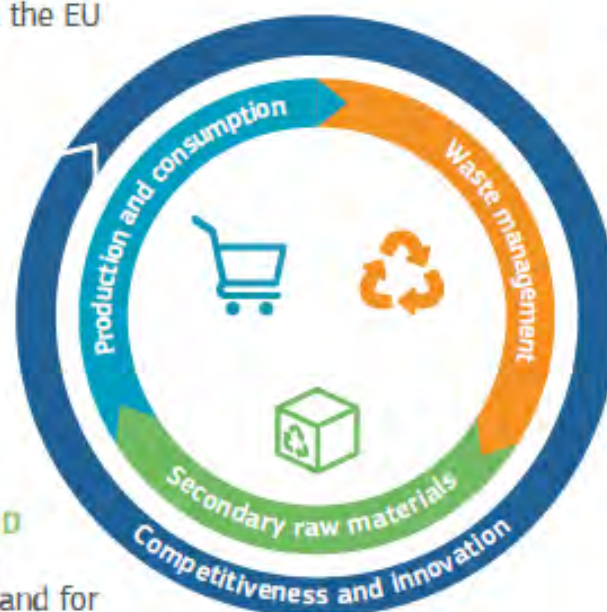 the EU
Production and consumption
Waste management
Secondary raw materials
Competitiveness and innovation
D
and for